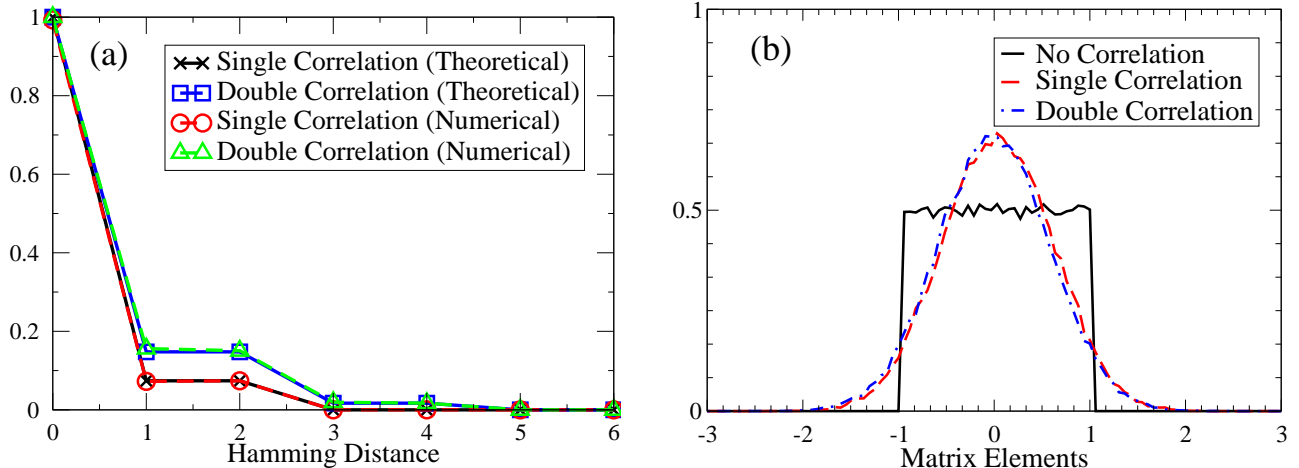 (a)
Single Correlation (Theoretical)
Double Correlation (Theoretical)
Single Correlation (Numerical)
Double Correlation (Numerical)
1
0.8
0.6
0.4
0.2
0
0 1 2 3 4 5 6
Hamming Distance
(b)
No Correlation
Single Correlation
Double Correlation
1
0.5
0
-3 -2 -1 0 1 2 3
Matrix Elements